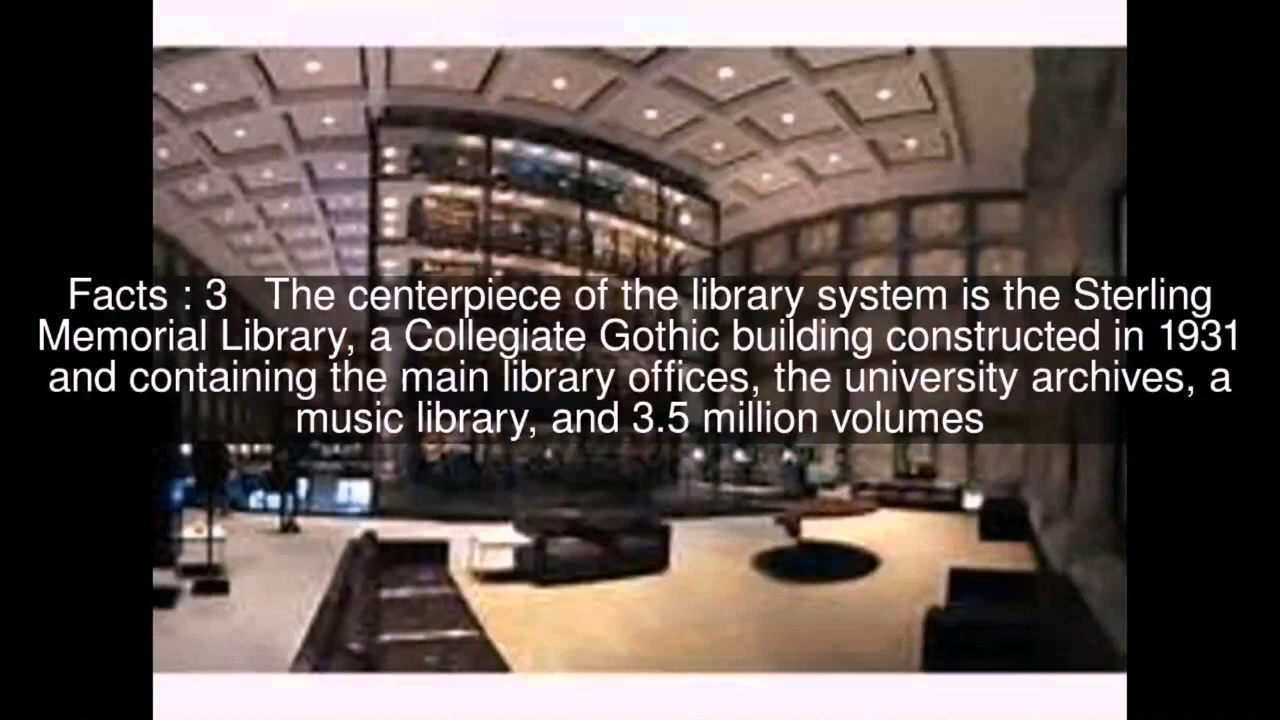 Facts : 3   The centerpiece of the library system is the Sterling
Memorial Library, a Collegiate Gothic building constructed in 1931
and containing the main library offices, the university archives, a
music library, and 3.5 million volumes